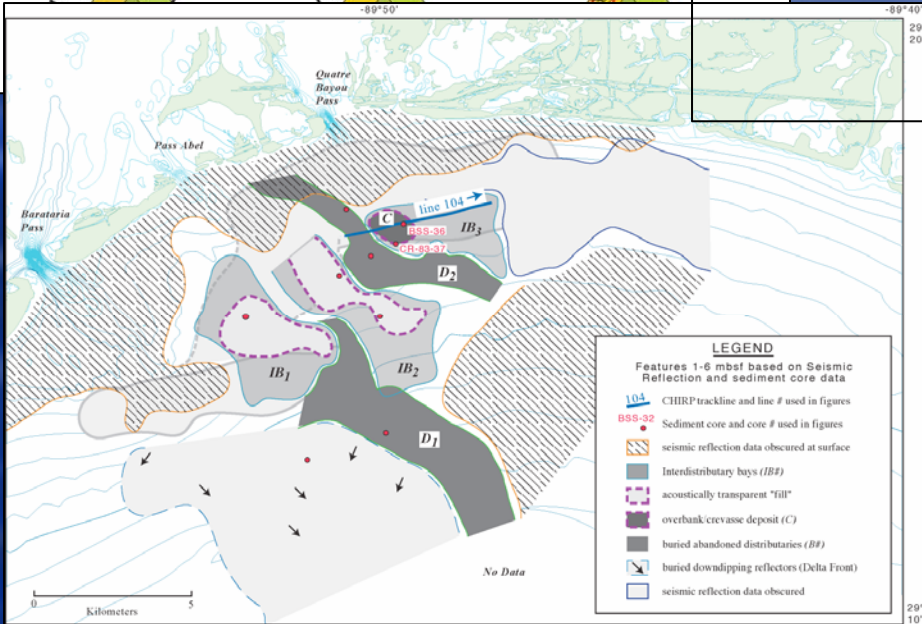 -89°50'
-89°40'
29°
20'
Quatre
Bayou
Pass
Pass Abel
Barataria
Pass
line 104
C
BSS-36
IB3
CR-83-37
D2
IB1
IB2
D1
No Data
0
5
Kilometers
LEGEND
Features 1-6 mbsf based on Seismic
Reflection and sediment core data
104 CHIRP trackline and line # used in figures
BSS-32 Sediment core and core # used in figures
seismic reflection data obscured at surface
Interdistributary bays (IB#)
acoustically transparent "fill"
overbank/crevasse deposit (C)
buried abandoned distributaries (B#)
buried downdipping reflectors (Delta Front)
seismic reflection data obscured
29°
10'